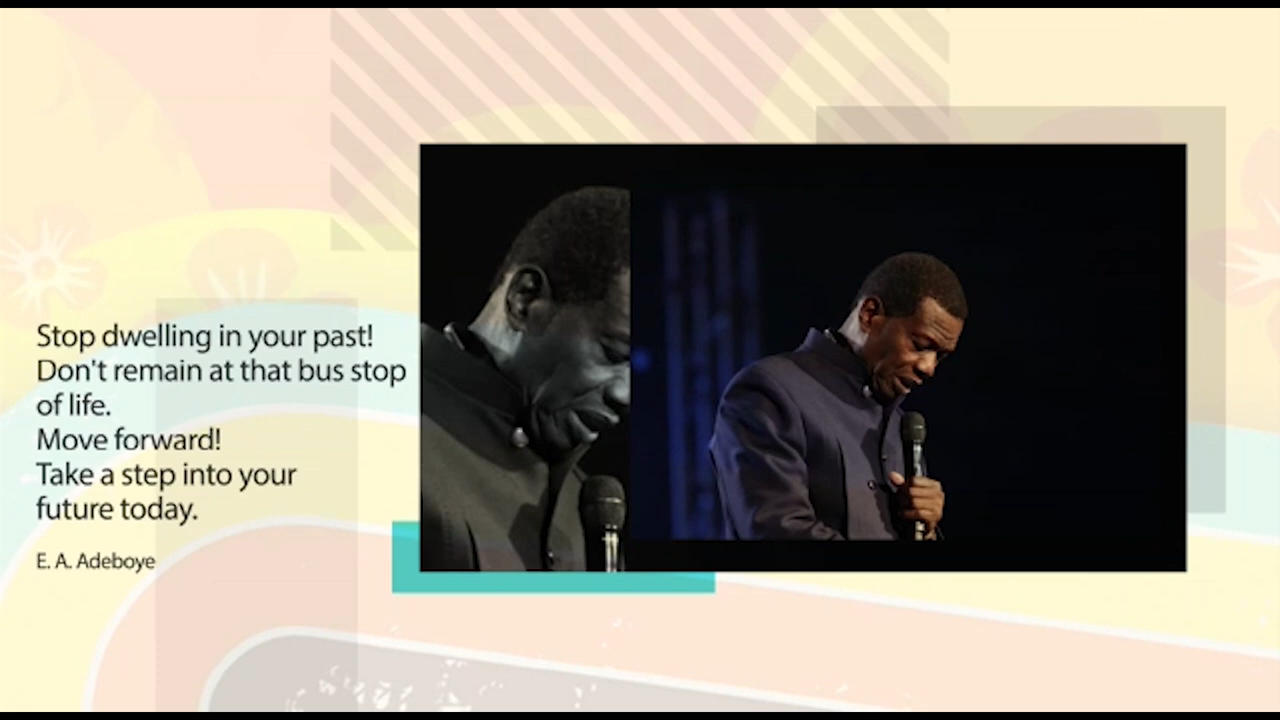 Stop dwelling in your past!
Don't remain at that bus stop
of life.
Move forward!
Take a step into your
future today.
E. A. Adeboye